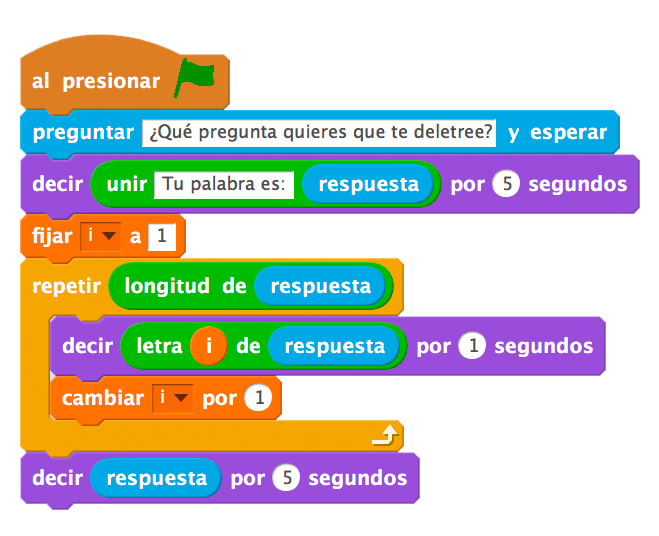 al presionar
preguntar ¿Qué pregunta quieres que te deletree? y esperar
decir unir Tu palabra es: respuesta por 5 segundos
fijar i a 1
repetir longitud de respuesta
decir letra i de respuesta por 1 segundos
cambiar i por 1
decir respuesta por 5 segundos